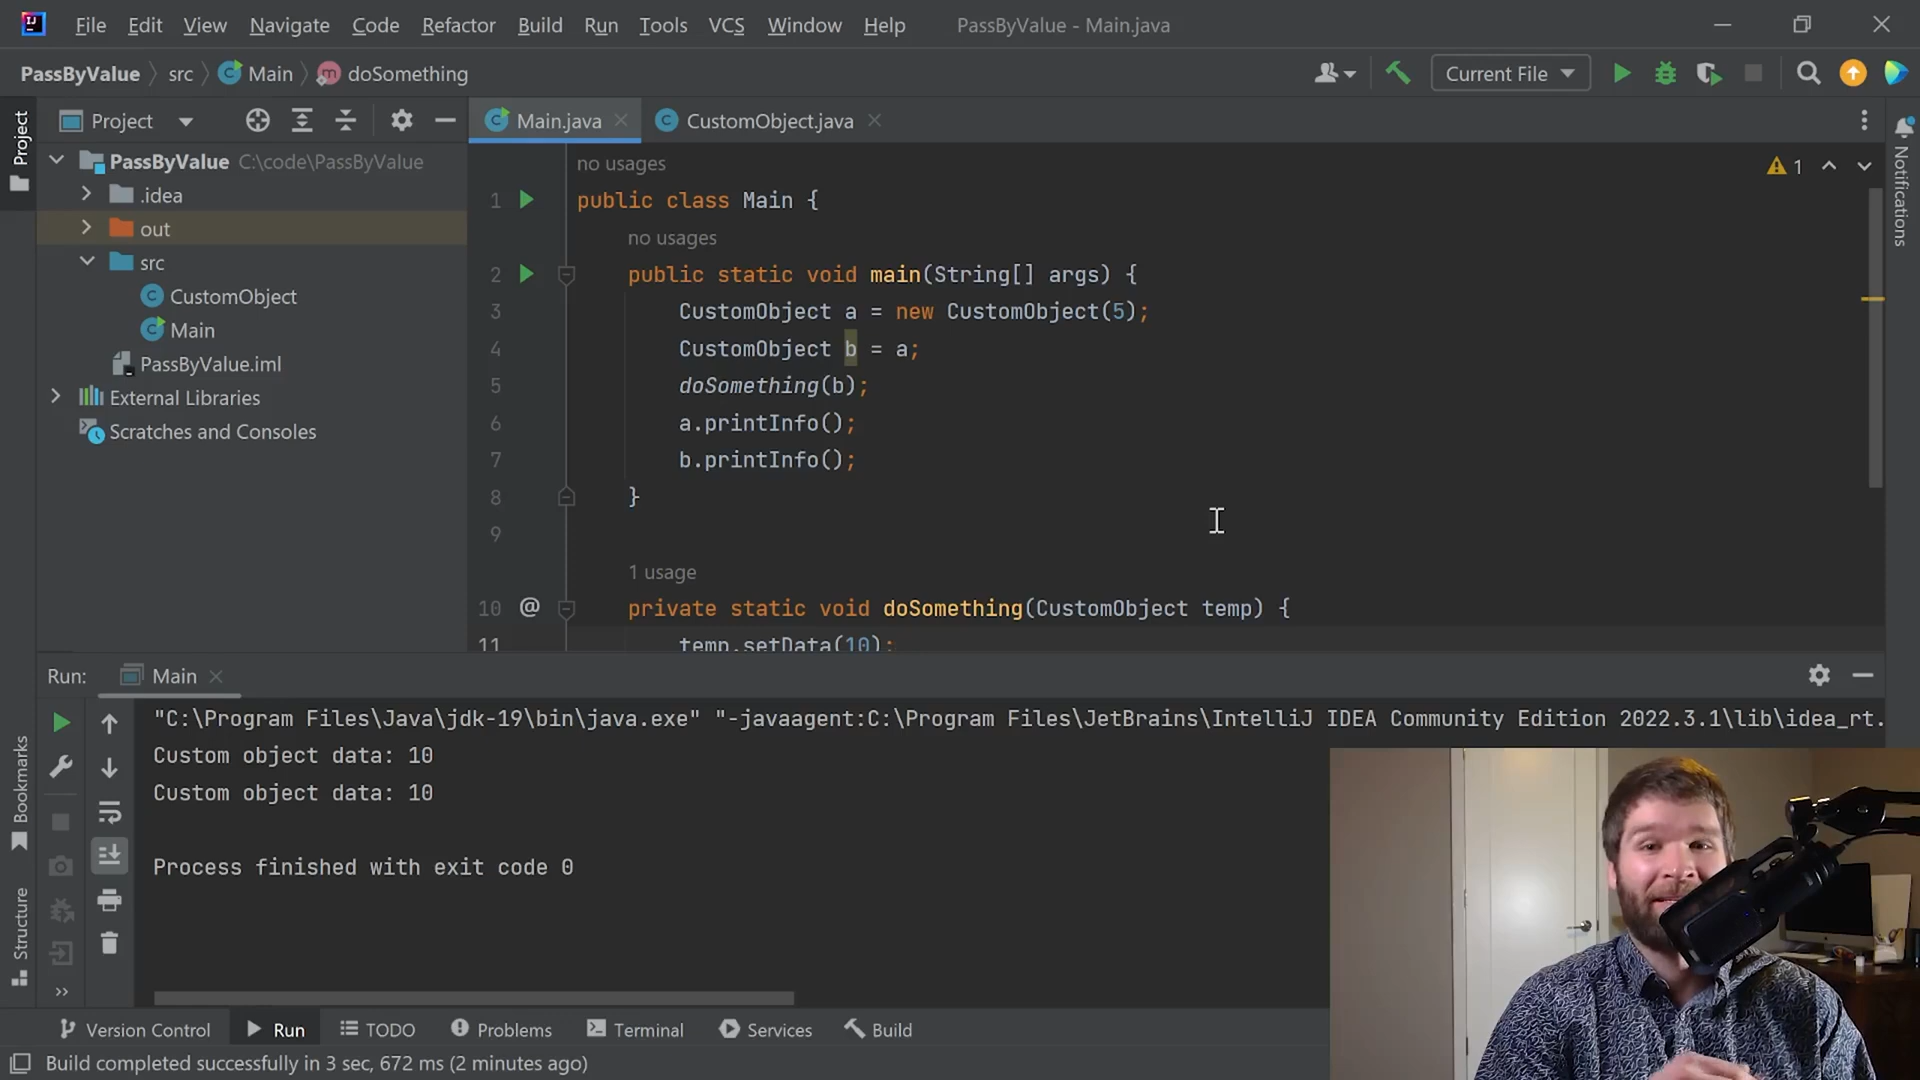 File Edit View Navigate Code Refactor Build Run Tools VCS Window Help PassByValue - Main.java
PassByValue src Main doSomething
Current File
Project
Main.java
CustomObject.java
Project
PassByValue C:\code\PassByValue
.idea
out
src
CustomObject
Main
PassByValue.iml
External Libraries
Scratches and Consoles
no usages
1
1 public class Main {
no usages
2 public static void main(String[] args) {
3 CustomObject a = new CustomObject(5);
4 CustomObject b = a;
5 doSomething(b);
6 a.printInfo();
7 b.printInfo();
8 }
9
1 usage
10 @ private static void doSomething(CustomObject temp) {
11 temp.setData(10);
Notifications
Run: Main
"C:\Program Files\Java\jdk-19\bin\java.exe" "-javaagent:C:\Program Files\JetBrains\IntelliJ IDEA Community Edition 2022.3.1\lib\idea_rt.
Custom object data: 10
Custom object data: 10
Process finished with exit code 0
Bookmarks
Structure
Version Control Run TODO Problems Terminal Services Build
Build completed successfully in 3 sec, 672 ms (2 minutes ago)